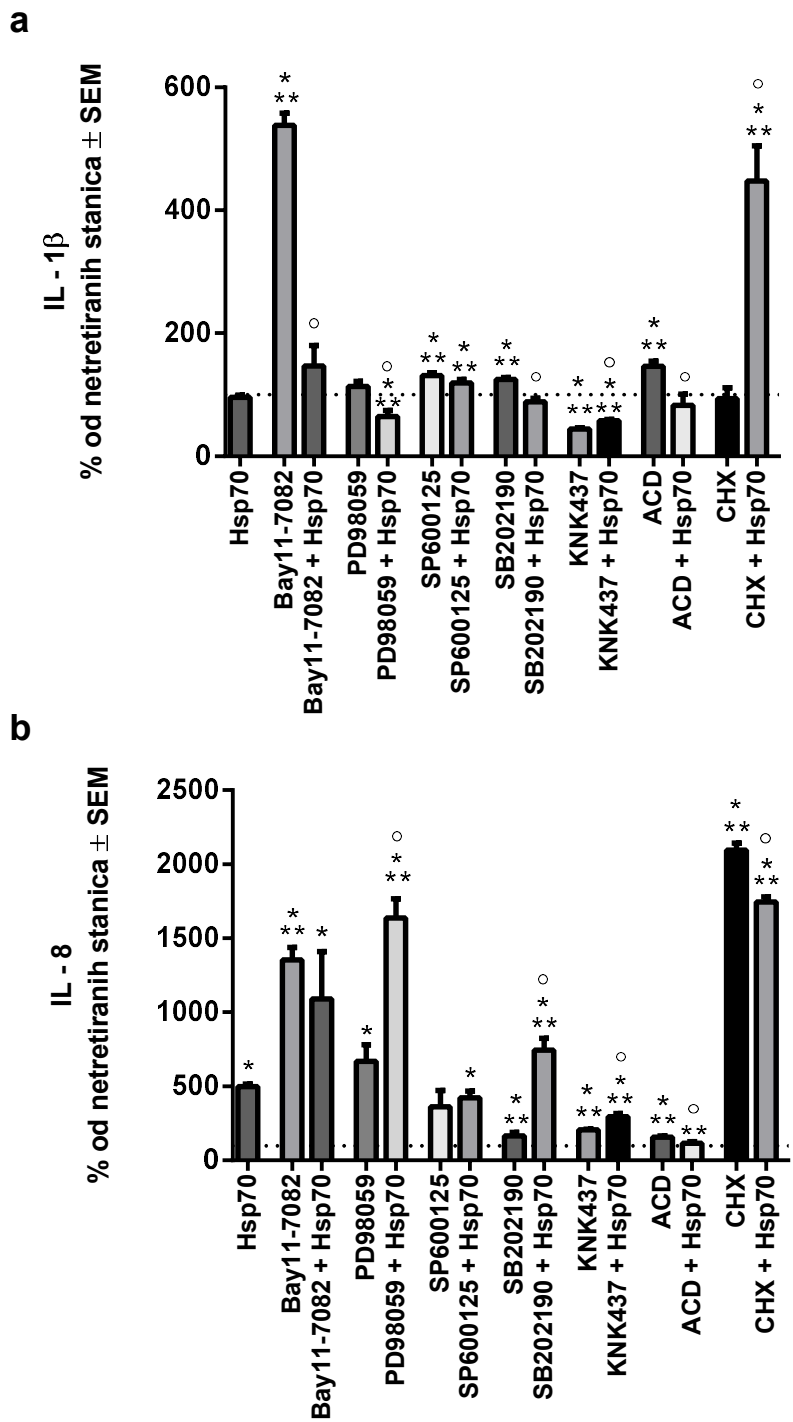 a
IL - 1β
% od netretiranih stanica ± SEM
600
400
200
0
*
**
○
○
*
**
*
**
*
**
*
**
○
*
**
○
*
**
*
**
○
○
*
**
Hsp70
Bay11-7082
Bay11-7082 + Hsp70
PD98059
PD98059 + Hsp70
SP600125
SP600125 + Hsp70
SB202190
SB202190 + Hsp70
KNK437
KNK437 + Hsp70
ACD
ACD + Hsp70
CHX
CHX + Hsp70
b
IL - 8
% od netretiranih stanica ± SEM
2500
2000
1500
1000
500
0
*
*
**
*
*
○
*
**
*
*
**
○
*
**
*
**
○
*
**
*
**
○
**
*
**
○
*
**
Hsp70
Bay11-7082
Bay11-7082 + Hsp70
PD98059
PD98059 + Hsp70
SP600125
SP600125 + Hsp70
SB202190
SB202190 + Hsp70
KNK437
KNK437 + Hsp70
ACD
ACD + Hsp70
CHX
CHX + Hsp70